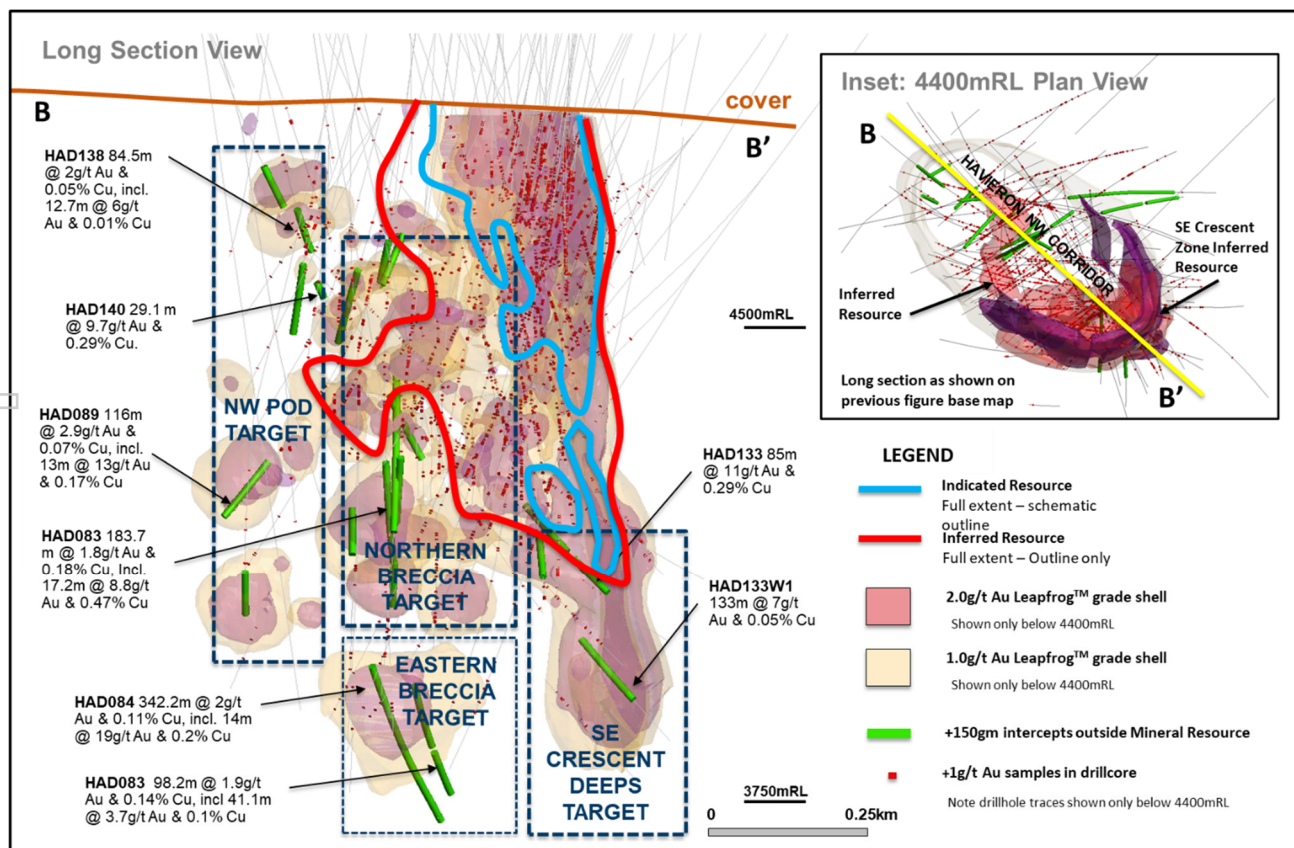 Long Section View
B
cover
B'
HAD138 84.5m
@ 2g/t Au &
0.05% Cu, incl.
12.7m @ 6g/t
Au & 0.01% Cu
HAD140 29.1 m
@ 9.7g/t Au &
0.29% Cu.
HAD089 116m
@ 2.9g/t Au &
0.07% Cu, incl.
13m @ 13g/t Au
& 0.17% Cu
HAD083 183.7
m @ 1.8g/t Au &
0.18% Cu, Incl.
17.2m @ 8.8g/t
Au & 0.47% Cu
HAD084 342.2m @ 2g/t
Au & 0.11% Cu, incl. 14m
@ 19g/t Au & 0.2% Cu
HAD083 98.2m @ 1.9g/t
Au & 0.14% Cu, incl 41.1m
@ 3.7g/t Au & 0.1% Cu
NW POD
TARGET
NORTHERN
BRECCIA
TARGET
EASTERN
BRECCIA
TARGET
SE
CRESCENT
DEEPS
TARGET
4500mRL
HAD133 85m
@ 11g/t Au &
0.29% Cu
HAD133W1
133m @ 7g/t
Au & 0.05% Cu
3750mRL
0 0.25km
Inset: 4400mRL Plan View
B
HAVIERON NW CORRIDOR
SE Crescent
Zone Inferred
Resource
Inferred
Resource
Long section as shown on
previous figure base map
B'
LEGEND
Indicated Resource
Full extent – schematic
outline
Inferred Resource
Full extent – Outline only
2.0g/t Au Leapfrog™ grade shell
Shown only below 4400mRL
1.0g/t Au Leapfrog™ grade shell
Shown only below 4400mRL
+150gm intercepts outside Mineral Resource
+1g/t Au samples in drillcore
Note drillhole traces shown only below 4400mRL